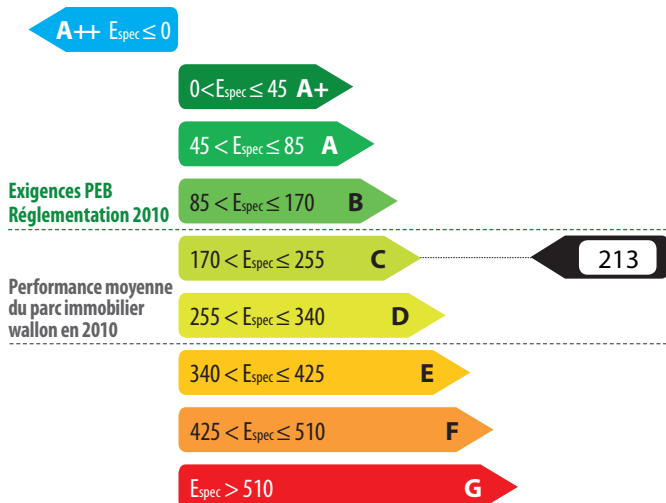 A++ Espec ≤ 0
0 < Espec ≤ 45 A+
45 < Espec ≤ 85 A
Exigences PEB
Réglementation 2010
85 < Espec ≤ 170 B
170 < Espec ≤ 255 C
213
Performance moyenne
du parc immobilier
wallon en 2010
255 < Espec ≤ 340 D
340 < Espec ≤ 425 E
425 < Espec ≤ 510 F
Espec > 510 G